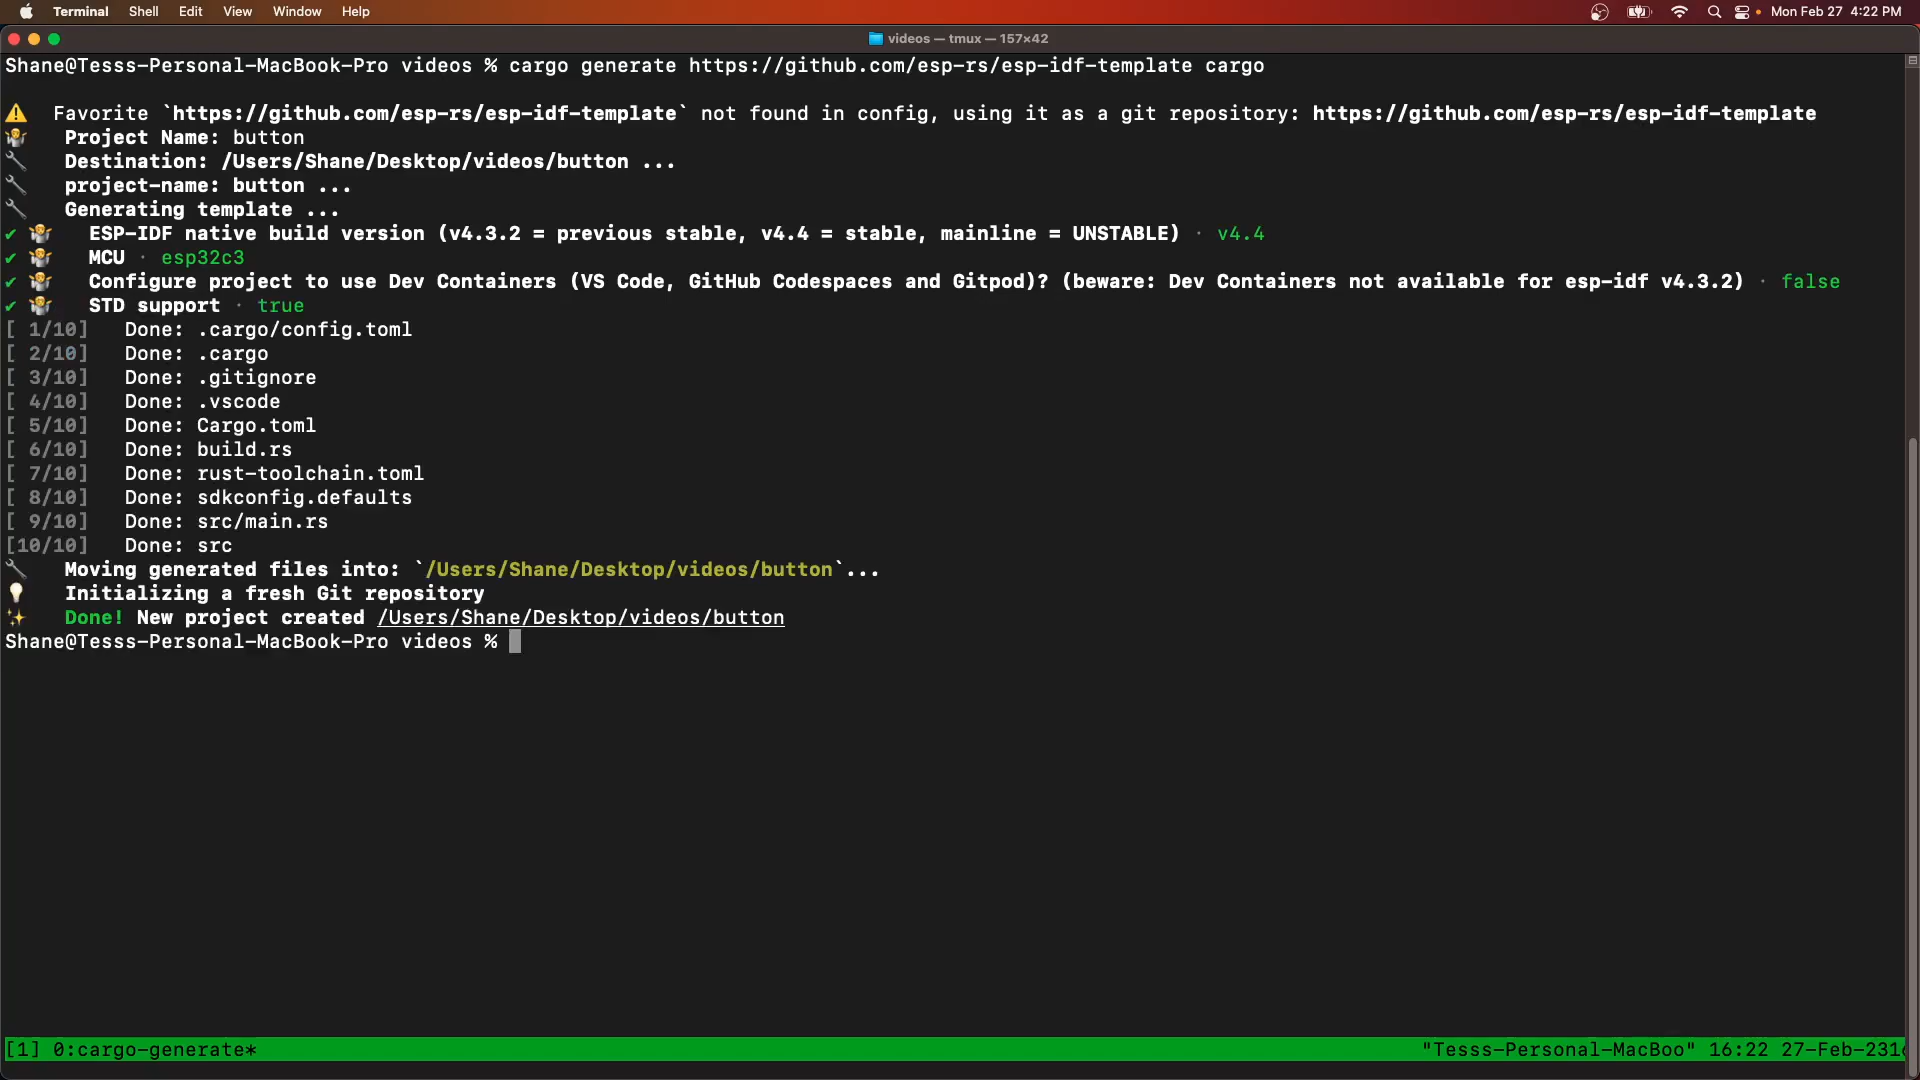 Terminal Shell Edit View Window Help Mon Feb 27 4:22 PM
videos — tmux — 157×42
Shane@Tesss-Personal-MacBook-Pro videos % cargo generate https://github.com/esp-rs/esp-idf-template cargo
⚠️ Favorite `https://github.com/esp-rs/esp-idf-template` not found in config, using it as a git repository: https://github.com/esp-rs/esp-idf-template
🤷 Project Name: button
🔧 Destination: /Users/Shane/Desktop/videos/button ...
🔧 project-name: button ...
🔧 Generating template ...
✔ 🤷 ESP-IDF native build version (v4.3.2 = previous stable, v4.4 = stable, mainline = UNSTABLE) · v4.4
✔ 🤷 MCU · esp32c3
✔ 🤷 Configure project to use Dev Containers (VS Code, GitHub Codespaces and Gitpod)? (beware: Dev Containers not available for esp-idf v4.3.2) · false
✔ 🤷 STD support · true
[ 1/10] Done: .cargo/config.toml
[ 2/10] Done: .cargo
[ 3/10] Done: .gitignore
[ 4/10] Done: .vscode
[ 5/10] Done: Cargo.toml
[ 6/10] Done: build.rs
[ 7/10] Done: rust-toolchain.toml
[ 8/10] Done: sdkconfig.defaults
[ 9/10] Done: src/main.rs
[10/10] Done: src
🔧 Moving generated files into: `/Users/Shane/Desktop/videos/button`...
💡 Initializing a fresh Git repository
✨ Done! New project created /Users/Shane/Desktop/videos/button
Shane@Tesss-Personal-MacBook-Pro videos %
[1] 0:cargo-generate* "Tesss-Personal-MacBoo" 16:22 27-Feb-231